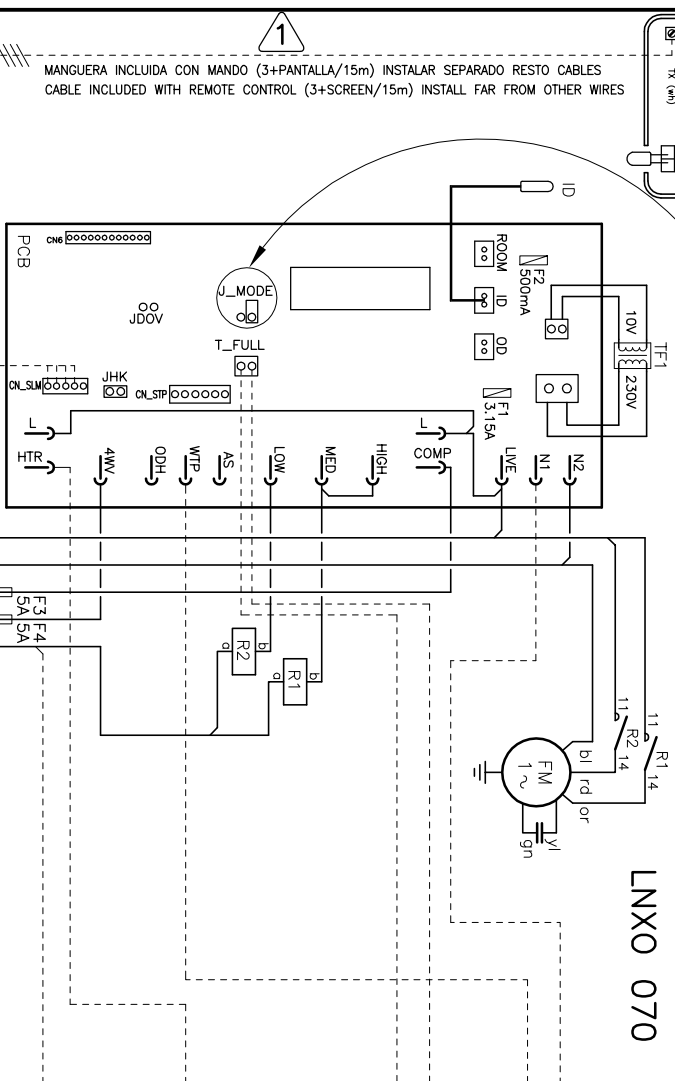 1
MANGUERA INCLUIDA CON MANDO (3+PANTALLA/15m) INSTALAR SEPARADO RESTO CABLES
CABLE INCLUDED WITH REMOTE CONTROL (3+SCREEN/15m) INSTALL FAR FROM OTHER WIRES
TX (wh)
ID
PCB
CN6
ROOM
F2
500mA
J_MODE
ID
JDOV
10V
TF1
T_FULL
OD
230V
CN_SLM
JHK
CN_STP
F1
3.15A
L
L
HTR
4WV
ODH
WTP
AS
LOW
MED
HIGH
COMP
LIVE
N1
N2
F3
5A
F4
5A
R2
a
b
R1
a
b
11
R2
14
11
R1
14
FM
1~
bl
rd
or
gn
yl
LNXO 070